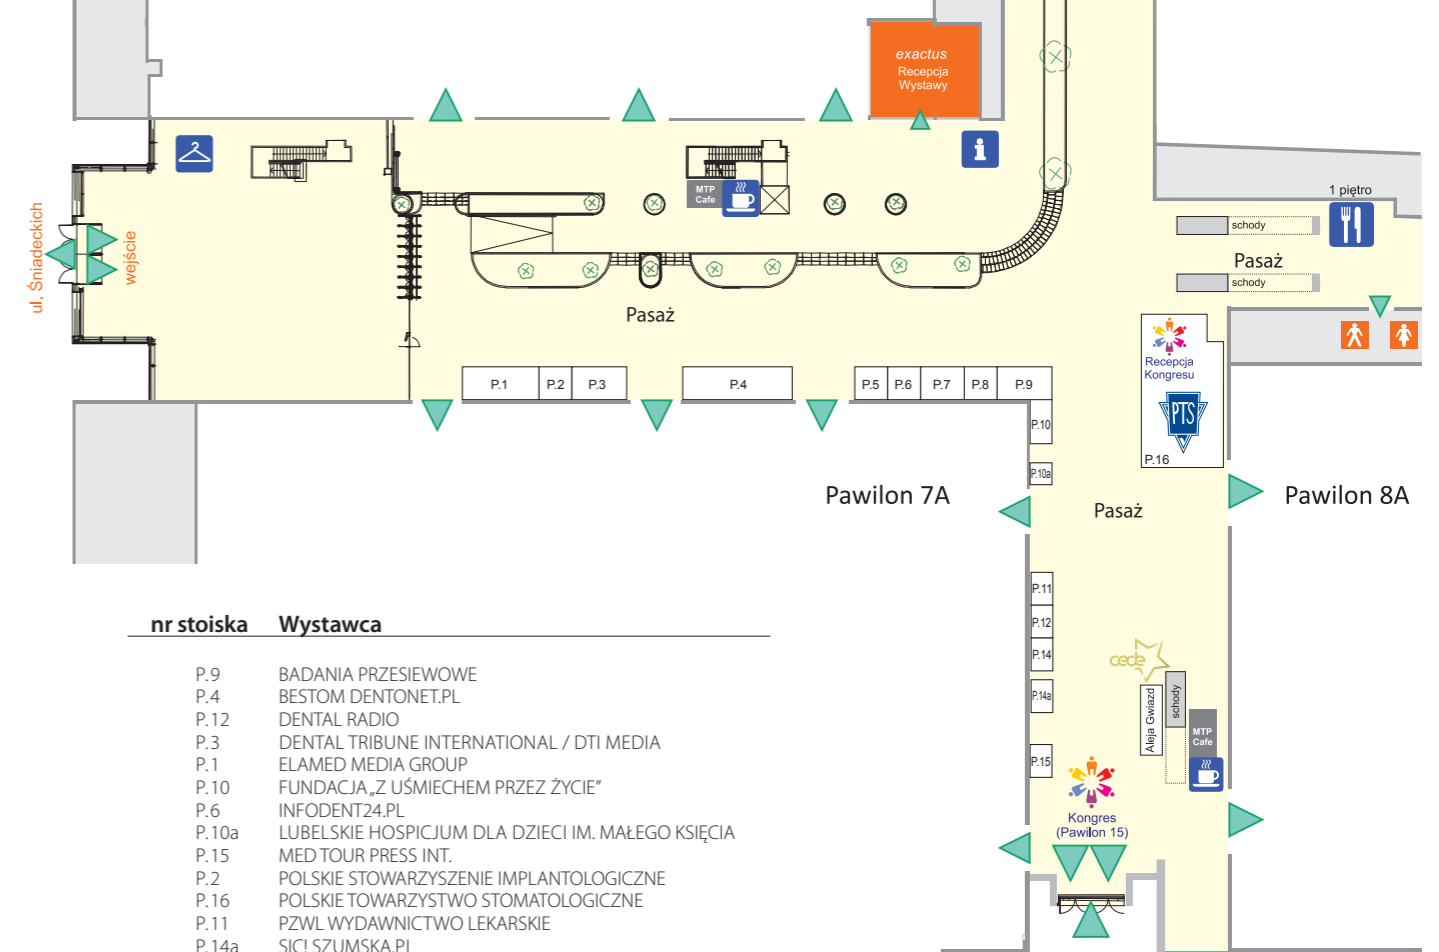 exactus
Recepcja
Wystawy
MTP
Cafe
1 piętro
schody
Pasaż
schody
ul. Śniadeckich
wejście
Pasaż
Recepcja
Kongresu
PTS
P.16
P.1
P.2
P.3
P.4
P.5
P.6
P.7
P.8
P.9
P.10
P.10a
Pawilon 7A
Pasaż
Pawilon 8A
P.11
P.12
P.14
P.14a
P.15
cede
Aleja Gwiazd
schody
MTP
Cafe
Kongres
(Pawilon 15)
nr stoiska Wystawca
P.9 BADANIA PRZESIEWOWE
P.4 BESTOM DENTONET.PL
P.12 DENTAL RADIO
P.3 DENTAL TRIBUNE INTERNATIONAL / DTI MEDIA
P.1 ELAMED MEDIA GROUP
P.10 FUNDACJA „Z UŚMIECHEM PRZEZ ŻYCIE”
P.6 INFODENT24.PL
P.10a LUBELSKIE HOSPICJUM DLA DZIECI IM. MAŁEGO KSIĘCIA
P.15 MED TOUR PRESS INT.
P.2 POLSKIE STOWARZYSZENIE IMPLANTOLOGICZNE
P.16 POLSKIE TOWARZYSTWO STOMATOLOGICZNE
P.11 PZWL WYDAWNICTWO LEKARSKIE
P.14a SIC! SZUMSKA.PL